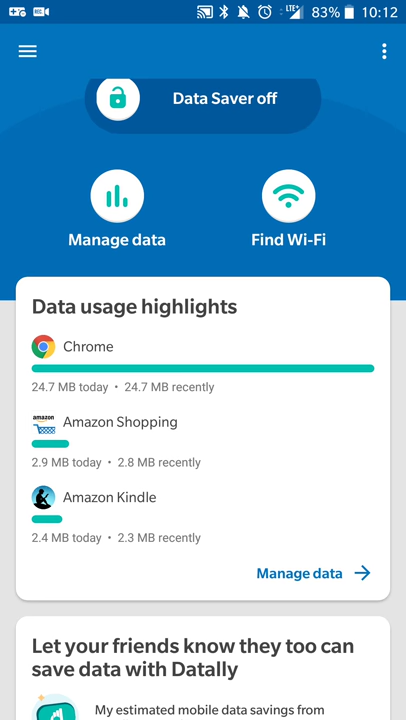 REC LTE+ 83% 10:12
Data Saver off
Manage data
Find Wi-Fi
Data usage highlights
Chrome
24.7 MB today • 24.7 MB recently
amazon
Amazon Shopping
2.9 MB today • 2.8 MB recently
Amazon Kindle
2.4 MB today • 2.3 MB recently
Manage data
Let your friends know they too can
save data with Datally
My estimated mobile data savings from